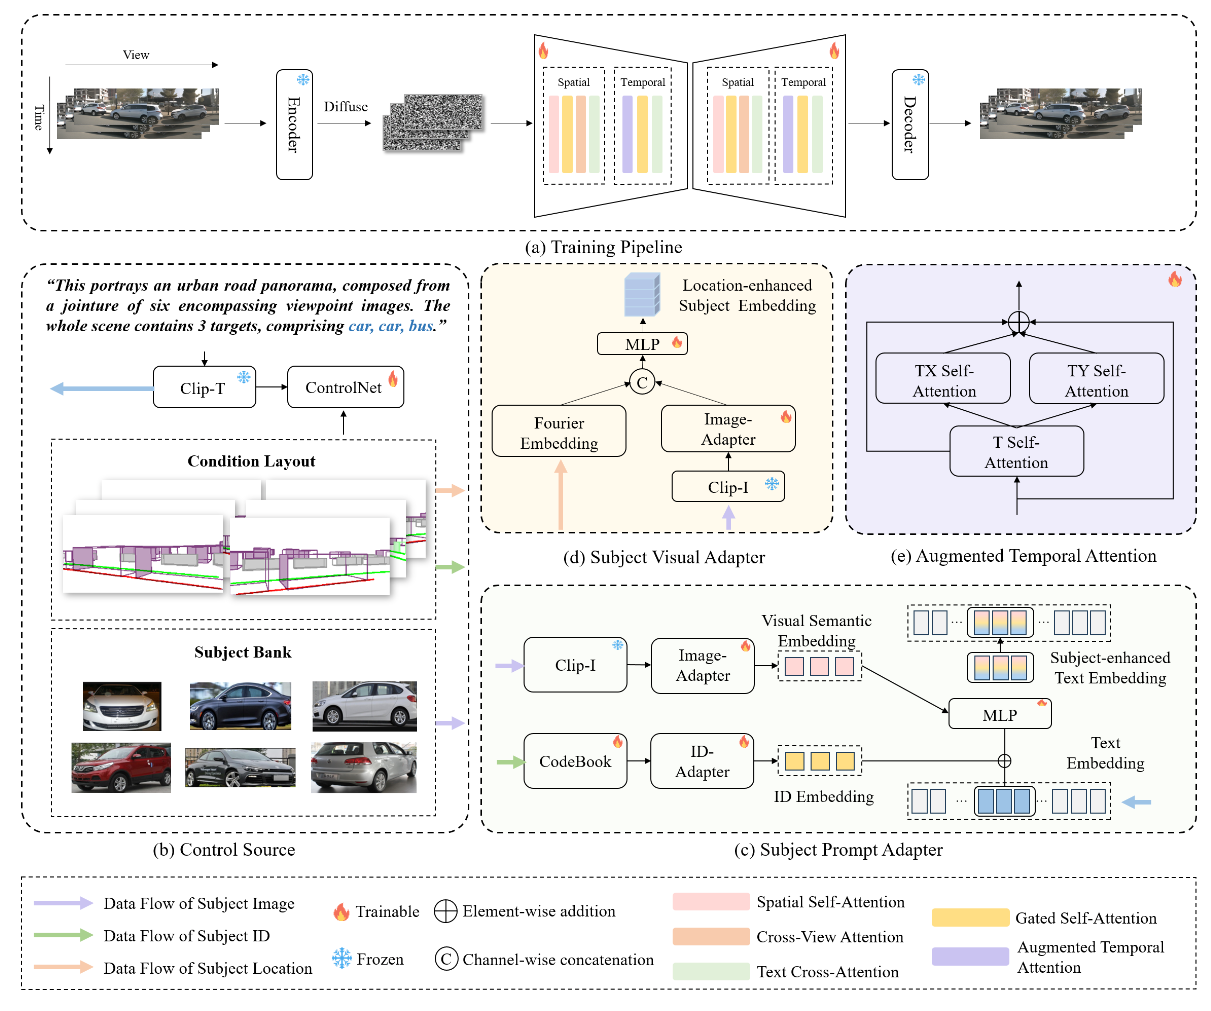 View
Time
Encoder
Diffuse
Spatial
Temporal
Spatial
Temporal
Decoder
(a) Training Pipeline
“This portrays an urban road panorama, composed from
a jointure of six encompassing viewpoint images. The
whole scene contains 3 targets, comprising car, car, bus.”
Clip-T
ControlNet
Condition Layout
Subject Bank
(b) Control Source
Location-enhanced
Subject Embedding
MLP
C
Fourier
Embedding
Image-
Adapter
Clip-I
(d) Subject Visual Adapter
TX Self-
Attention
TY Self-
Attention
T Self-
Attention
(e) Augmented Temporal Attention
Clip-I
Image-
Adapter
Visual Semantic
Embedding
...
...
Subject-enhanced
Text Embedding
MLP
CodeBook
ID-
Adapter
ID Embedding
Text
Embedding
...
...
(c) Subject Prompt Adapter
Data Flow of Subject Image
Data Flow of Subject ID
Data Flow of Subject Location
Trainable
Frozen
Element-wise addition
C Channel-wise concatenation
Spatial Self-Attention
Cross-View Attention
Text Cross-Attention
Gated Self-Attention
Augmented Temporal
Attention